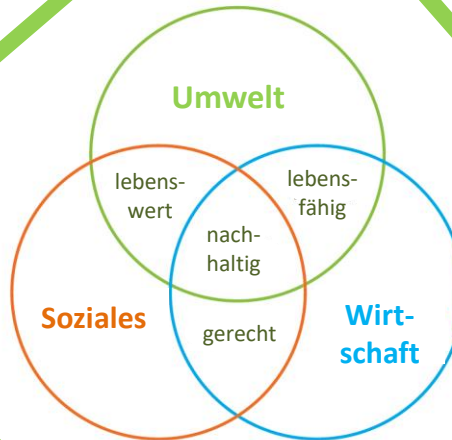 Umwelt
lebens-
wert
lebens-
fähig
nach-
haltig
Soziales
gerecht
Wirt-
schaft